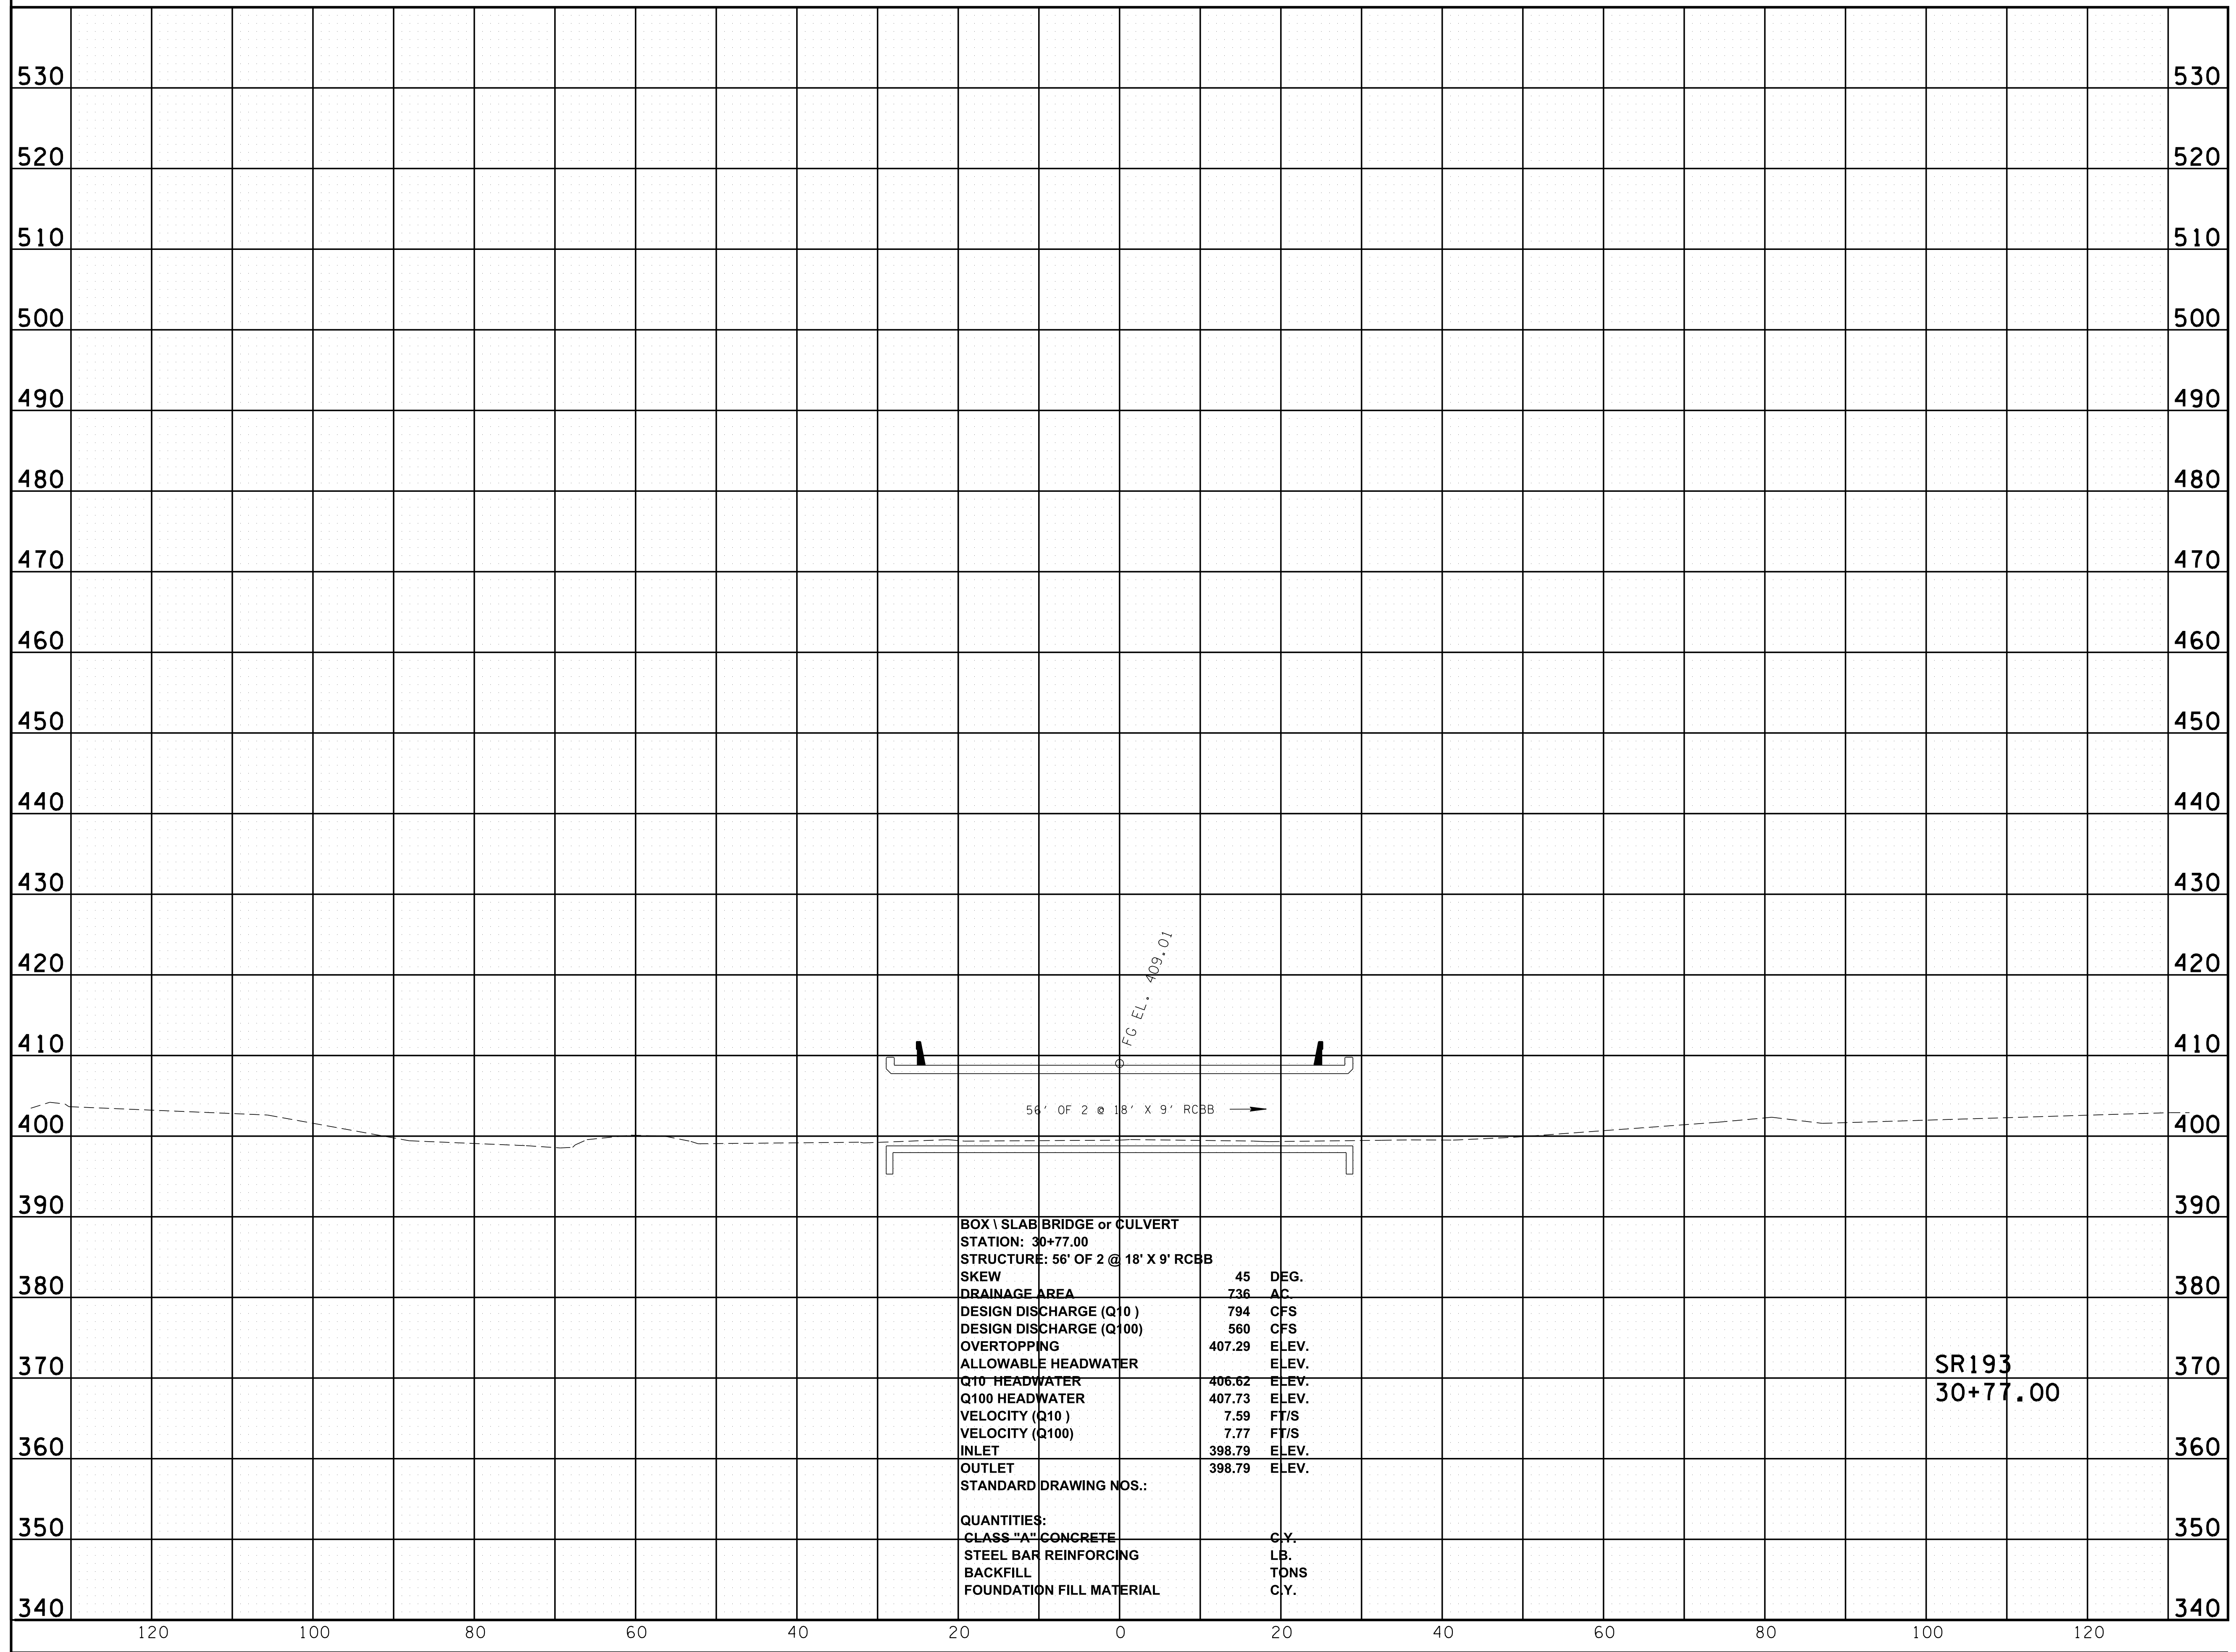 530 530
520 520
510 510
500 500
490 490
480 480
470 470
460 460
450 450
440 440
430 430
420 420
FG EL. 409.01
410 410
56' OF 2 @ 18' X 9' RCBB
400 400
390 390
BOX \ SLAB BRIDGE or CULVERT
STATION: 30+77.00
STRUCTURE: 56' OF 2 @ 18' X 9' RCBB
SKEW 45 DEG.
380 380
DRAINAGE AREA 736 AC.
DESIGN DISCHARGE (Q10 ) 794 CFS
DESIGN DISCHARGE (Q100) 560 CFS
OVERTOPPING 407.29 ELEV.
370 370
ALLOWABLE HEADWATER ELEV.
Q10 HEADWATER 406.62 ELEV.
Q100 HEADWATER 407.73 ELEV.
SR193
30+77.00
VELOCITY (Q10 ) 7.59 FT/S
VELOCITY (Q100) 7.77 FT/S
360 360
INLET 398.79 ELEV.
OUTLET 398.79 ELEV.
STANDARD DRAWING NOS.:
QUANTITIES:
350 350
CLASS "A" CONCRETE C.Y.
STEEL BAR REINFORCING LB.
BACKFILL TONS
FOUNDATION FILL MATERIAL C.Y.
340 340
120 100 80 60 40 20 0 20 40 60 80 100 120